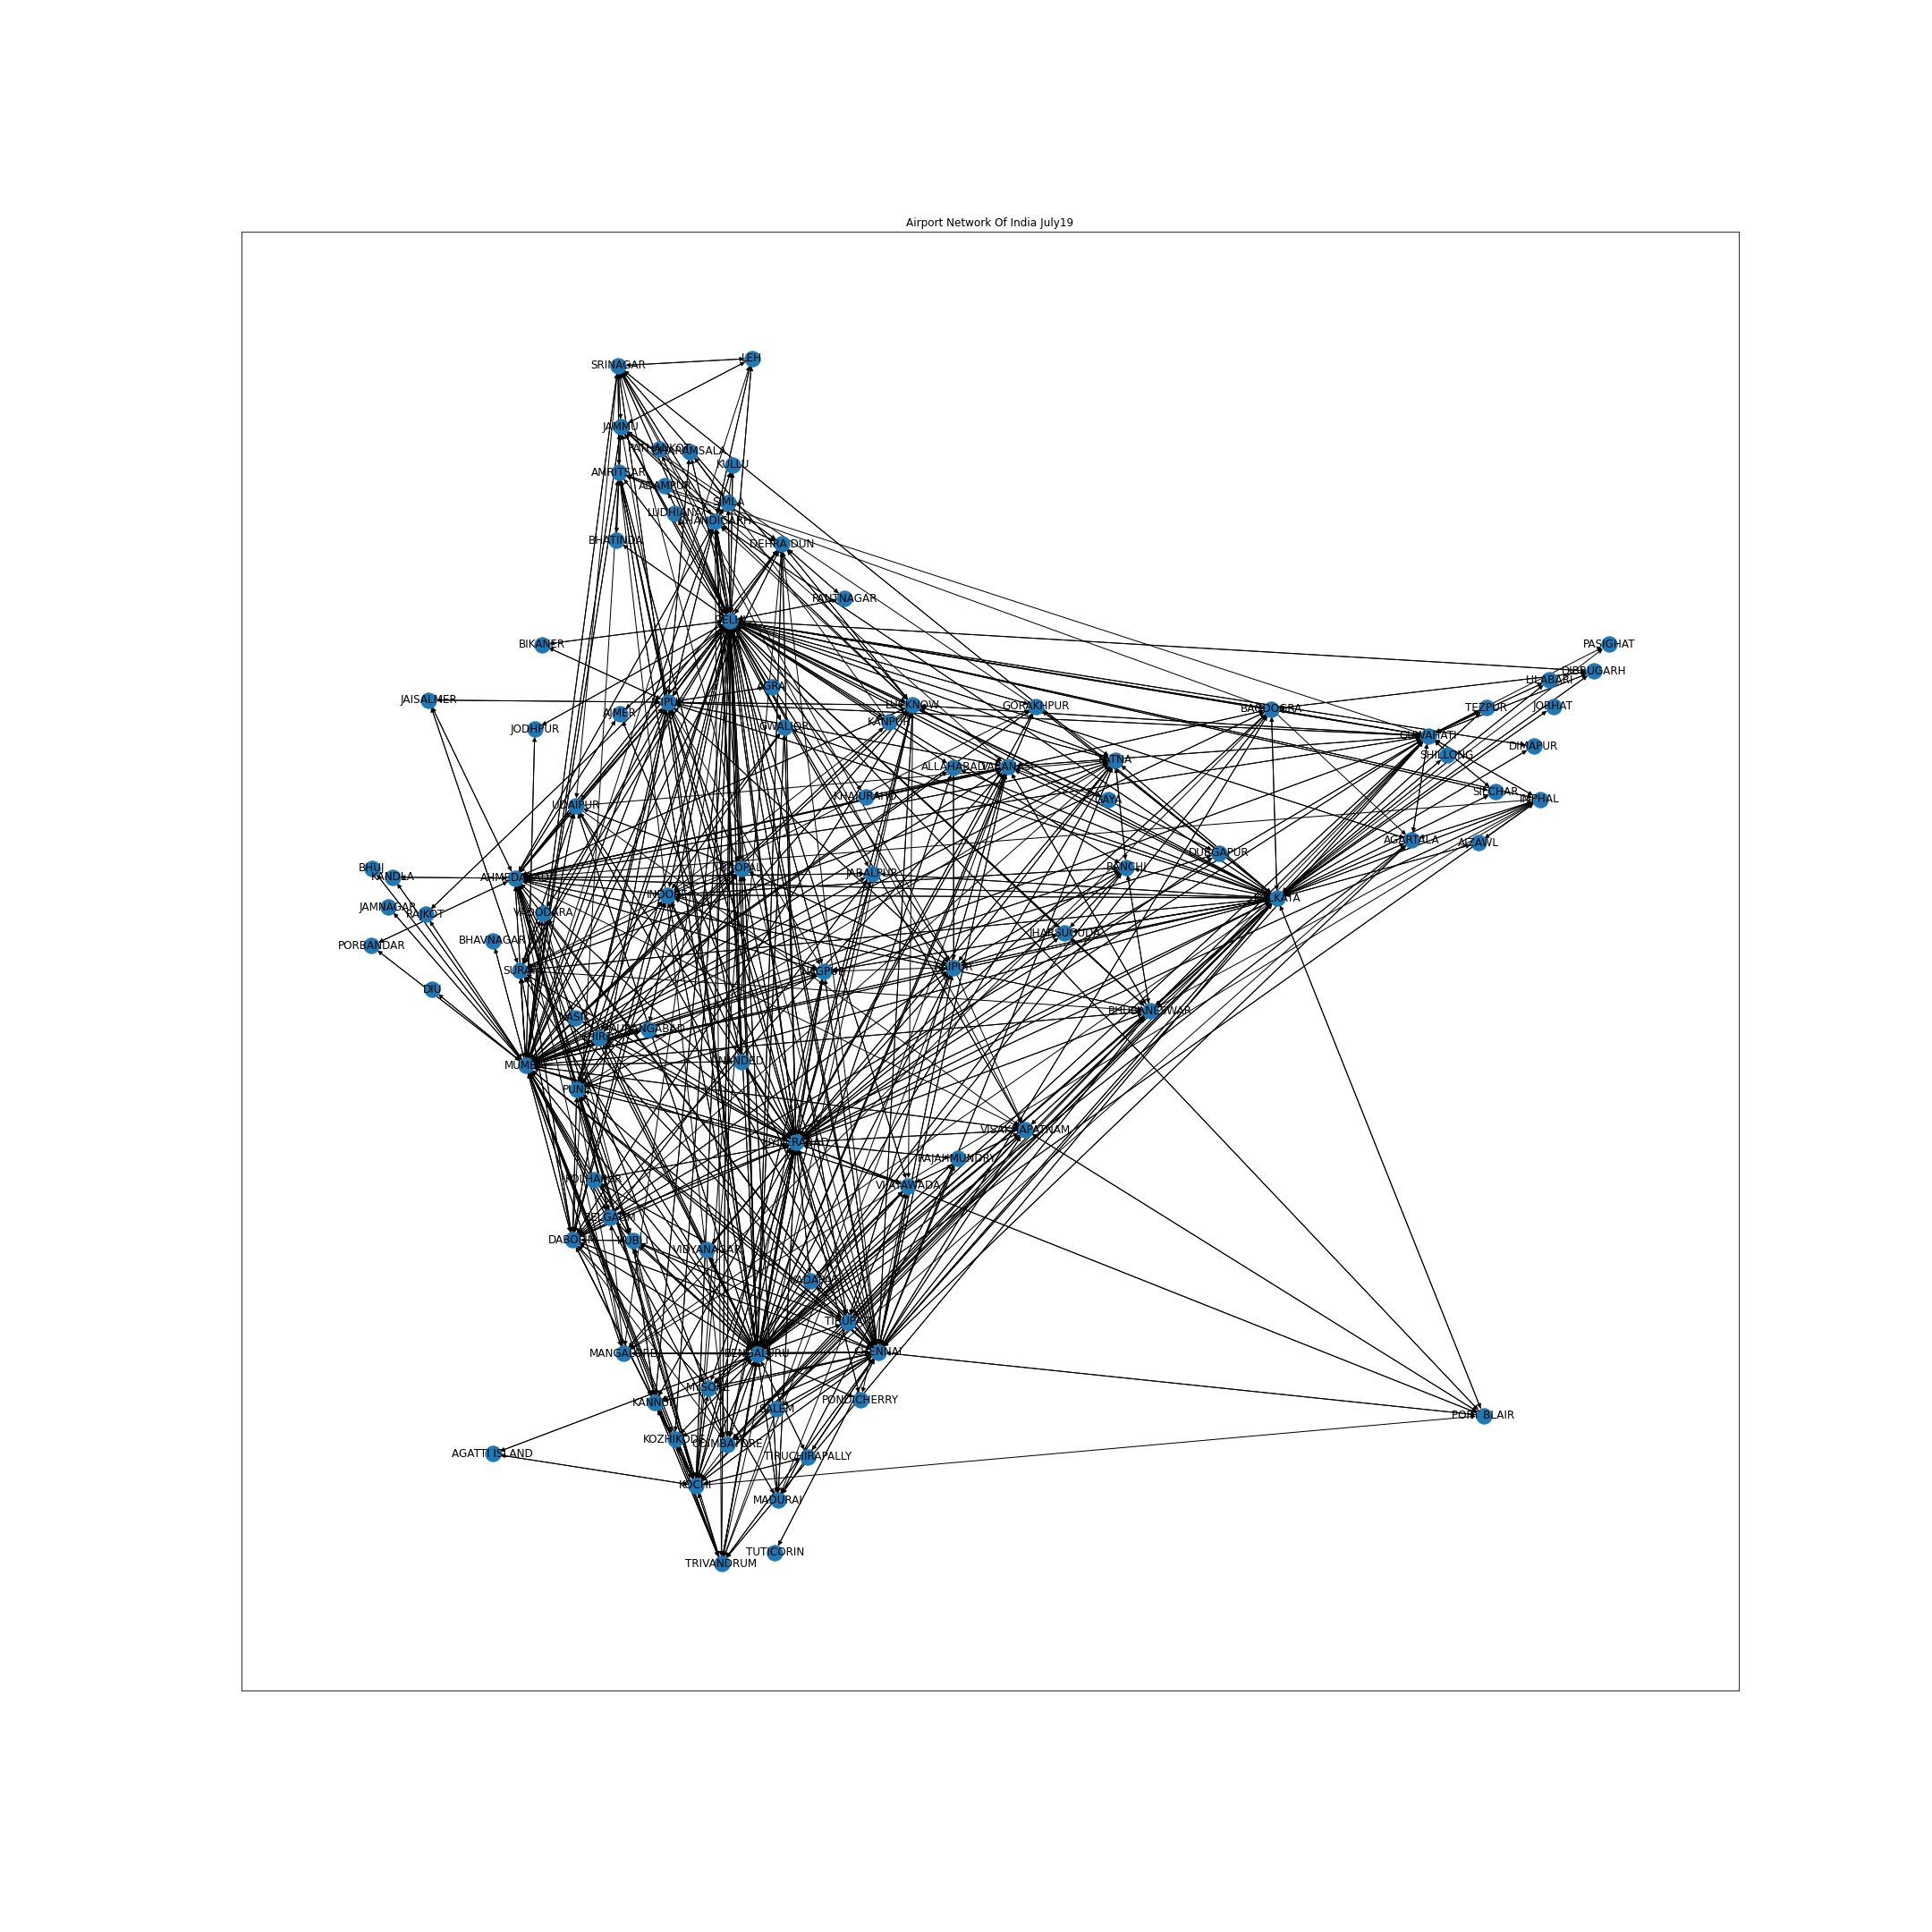 Airport Network Of India July19
LEH
SRINAGAR
JAMMU
DHARAMSALA
KULLU
AMRITSAR
ADAMPUR
SIMLA
LUDHIANA
CHANDIGARH
BHATINDA
DEHRA DUN
PANTNAGAR
BIKANER
PASIGHAT
DIBRUGARH
LILABARI
AGRA
JAISALMER
LUCKNOW
GORAKHPUR
BAGDOGRA
TEZPUR
JORHAT
AJMER
KANPUR
GWALIOR
JODHPUR
GUWAHATI
DIMAPUR
SHILLONG
PATNA
ALLAHABAD
VARANASI
SILCHAR
KHAJURAHO
GAYA
IMPHAL
UDAIPUR
AGARTALA
AIZAWL
DURGAPUR
BHUJ
BHOPAL
RANCHI
JABALPUR
KANDLA
AHMEDABAD
INDORE
KOLKATA
JAMNAGAR
RAJKOT
VADODARA
JHARSUGUDA
BHAVNAGAR
PORBANDAR
SURAT
NAGPUR
RAIPUR
DIU
BHUBANESWAR
NASIK
AURANGABAD
SHIRDI
NANDED
MUMBAI
PUNE
VISAKHAPATNAM
HYDERABAD
RAJAHMUNDRY
KOLHAPUR
VIJAYAWADA
BELGAUM
DABOLIM
HUBLI
VIDYANAGAR
KADAPA
TIRUPATI
CHENNAI
MANGALORE
BENGALURU
MYSORE
PONDICHERRY
KANNUR
SALEM
PORT BLAIR
KOZHIKODE
COIMBATORE
AGATTI ISLAND
TIRUCHIRAPALLY
KOCHI
MADURAI
TUTICORIN
TRIVANDRUM